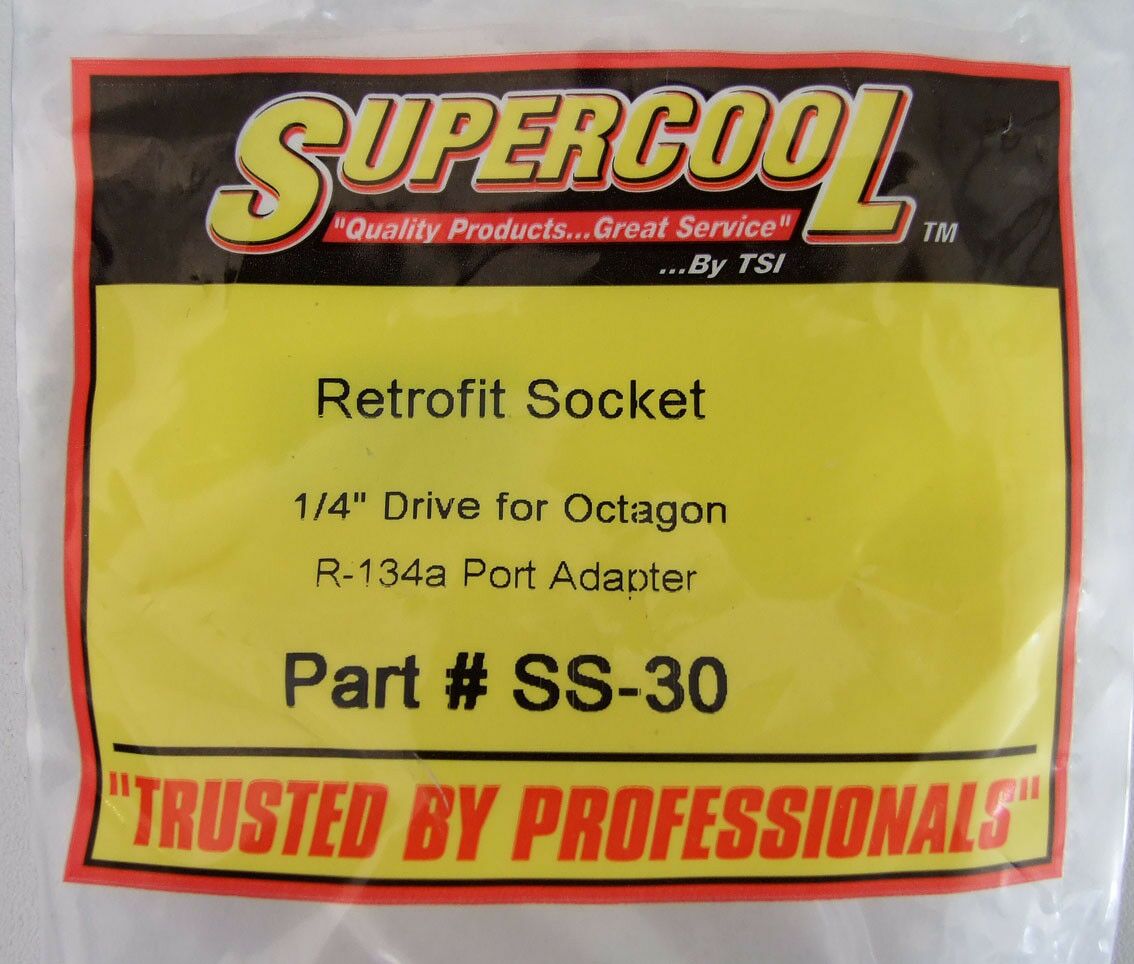 SUPERCOOL
"Quality Products...Great Service" TM
...By TSI
Retrofit Socket
1/4" Drive for Octagon
R-134a Port Adapter
Part # SS-30
"TRUSTED BY PROFESSIONALS"